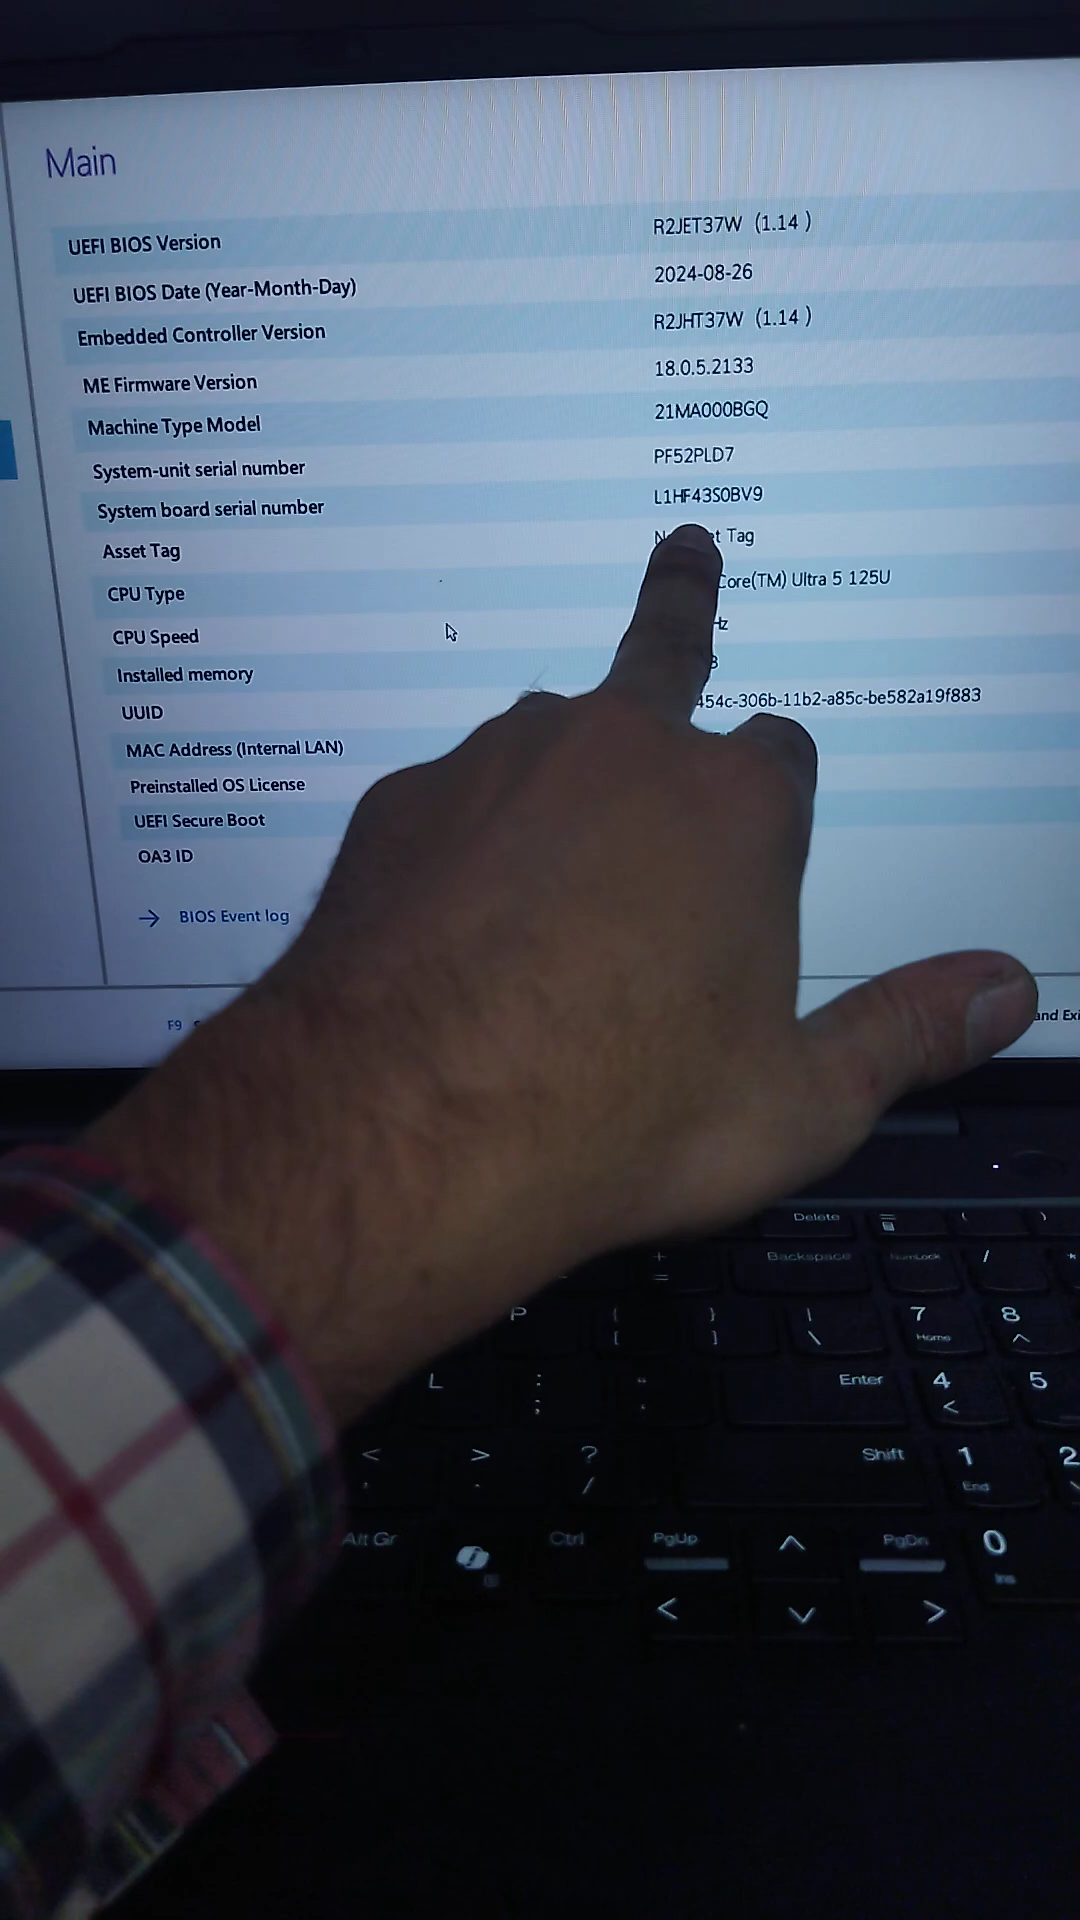 Main
UEFI BIOS Version R2JET37W (1.14 )
UEFI BIOS Date (Year-Month-Day) 2024-08-26
Embedded Controller Version R2JHT37W (1.14 )
ME Firmware Version 18.0.5.2133
Machine Type Model 21MA000BGQ
System-unit serial number PF52PLD7
System board serial number L1HF43S0BV9
Asset Tag Tag
CPU Type Core(TM) Ultra 5 125U
CPU Speed Hz
Installed memory B
UUID 454c-306b-11b2-a85c-be582a19f883
MAC Address (Internal LAN)
Preinstalled OS License
UEFI Secure Boot
OA3 ID
→ BIOS Event log
F9 and Exi
Delete = ( )
+ = Backspace NumLock / *
P { [ } ] | \ 7 Home 8 ^
L : ; " ' Enter 4 < 5
< , > . ? / Shift 1 End 2
Alt Gr Ctrl PgUp ^ PgDn 0 Ins
< v >